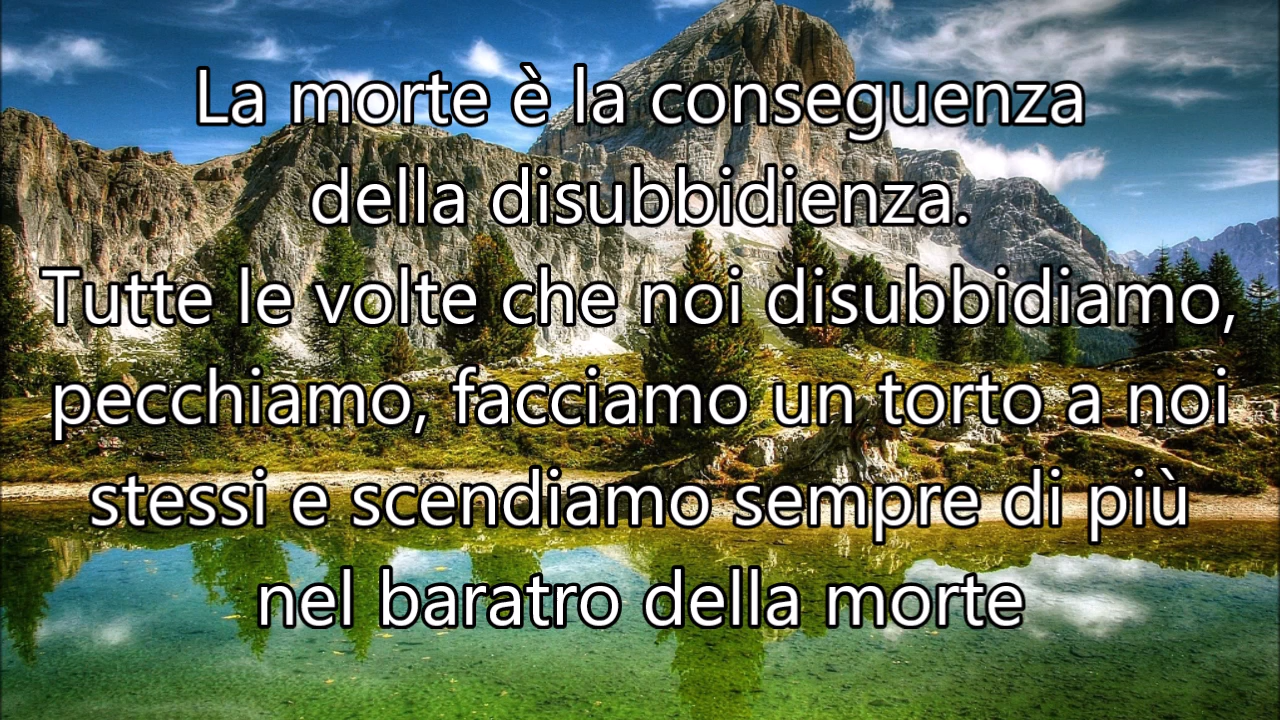 La morte è la conseguenza
della disubbidienza.
Tutte le volte che noi disubbidiamo,
pecchiamo, facciamo un torto a noi
stessi e scendiamo sempre di più
nel baratro della morte